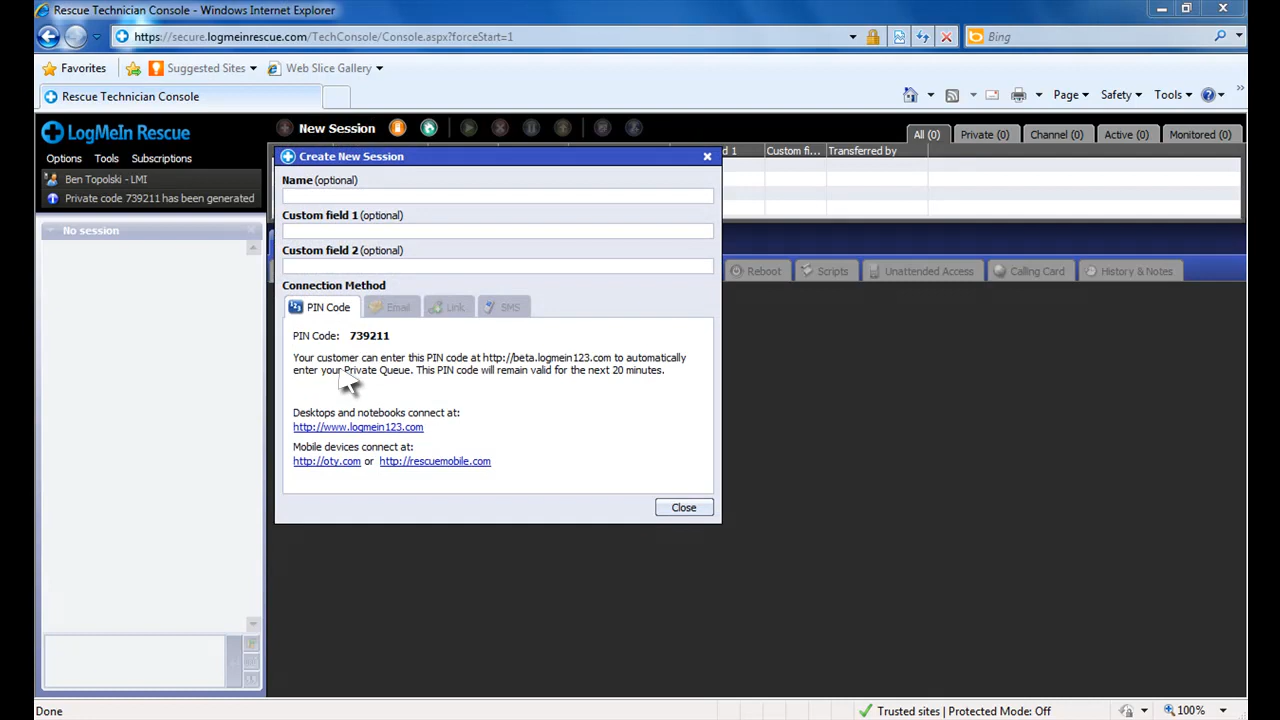 Rescue Technician Console - Windows Internet Explorer
https://secure.logmeinrescue.com/TechConsole/Console.aspx?forceStart=1
Bing
Favorites
Suggested Sites
Web Slice Gallery
Rescue Technician Console
Page
Safety
Tools
LogMeIn Rescue
New Session
All (0)
Private (0)
Channel (0)
Active (0)
Monitored (0)
Options
Tools
Subscriptions
Create New Session
d 1
Custom fi...
Transferred by
Ben Topolski - LMI
Private code 739211 has been generated
No session
Name (optional)
Custom field 1 (optional)
Custom field 2 (optional)
Connection Method
Reboot
Scripts
Unattended Access
Calling Card
History & Notes
PIN Code
Email
Link
SMS
PIN Code: 739211
Your customer can enter this PIN code at http://beta.logmein123.com to automatically
enter your Private Queue. This PIN code will remain valid for the next 20 minutes.
Desktops and notebooks connect at:
http://www.logmein123.com
Mobile devices connect at:
http://oty.com or http://rescuemobile.com
Close
Done
Trusted sites | Protected Mode: Off
100%